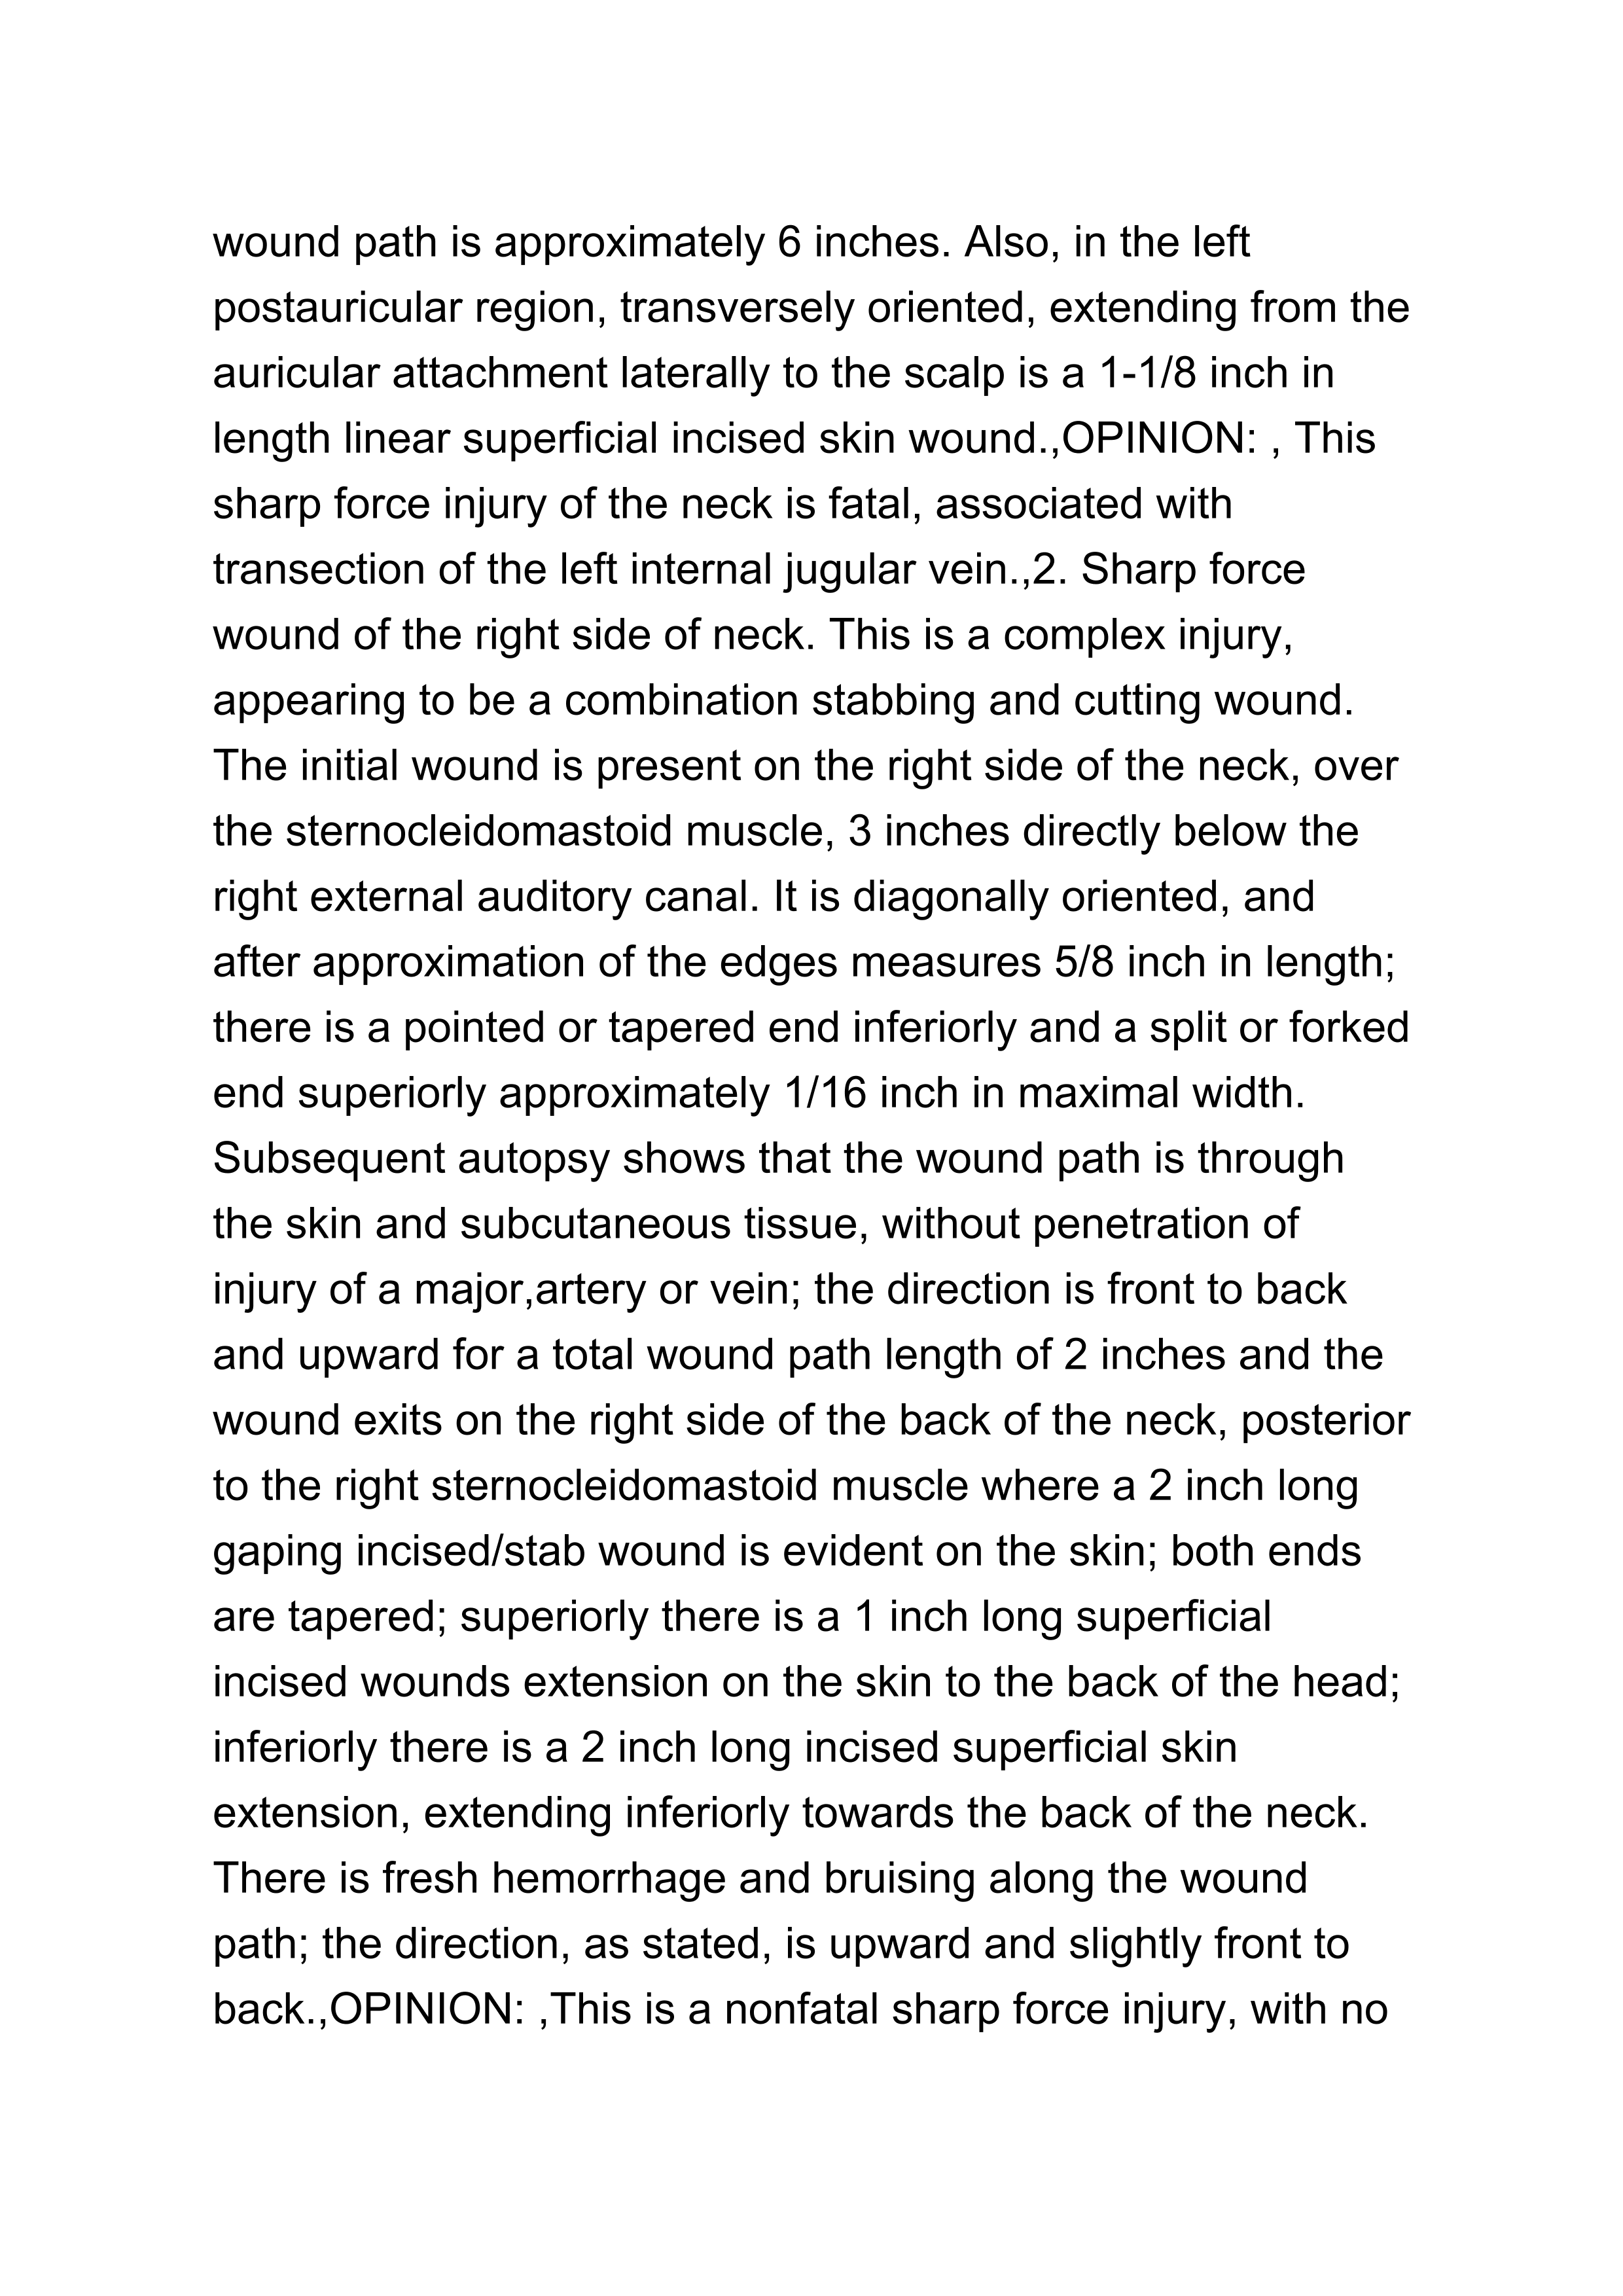 wound path is approximately 6 inches. Also, in the left
postauricular region, transversely oriented, extending from the
auricular attachment laterally to the scalp is a 1-1/8 inch in
length linear superficial incised skin wound.,OPINION: , This
sharp force injury of the neck is fatal, associated with
transection of the left internal jugular vein.,2. Sharp force
wound of the right side of neck. This is a complex injury,
appearing to be a combination stabbing and cutting wound.
The initial wound is present on the right side of the neck, over
the sternocleidomastoid muscle, 3 inches directly below the
right external auditory canal. It is diagonally oriented, and
after approximation of the edges measures 5/8 inch in length;
there is a pointed or tapered end inferiorly and a split or forked
end superiorly approximately 1/16 inch in maximal width.
Subsequent autopsy shows that the wound path is through
the skin and subcutaneous tissue, without penetration of
injury of a major,artery or vein; the direction is front to back
and upward for a total wound path length of 2 inches and the
wound exits on the right side of the back of the neck, posterior
to the right sternocleidomastoid muscle where a 2 inch long
gaping incised/stab wound is evident on the skin; both ends
are tapered; superiorly there is a 1 inch long superficial
incised wounds extension on the skin to the back of the head;
inferiorly there is a 2 inch long incised superficial skin
extension, extending inferiorly towards the back of the neck.
There is fresh hemorrhage and bruising along the wound
path; the direction, as stated, is upward and slightly front to
back.,OPINION: ,This is a nonfatal sharp force injury, with no